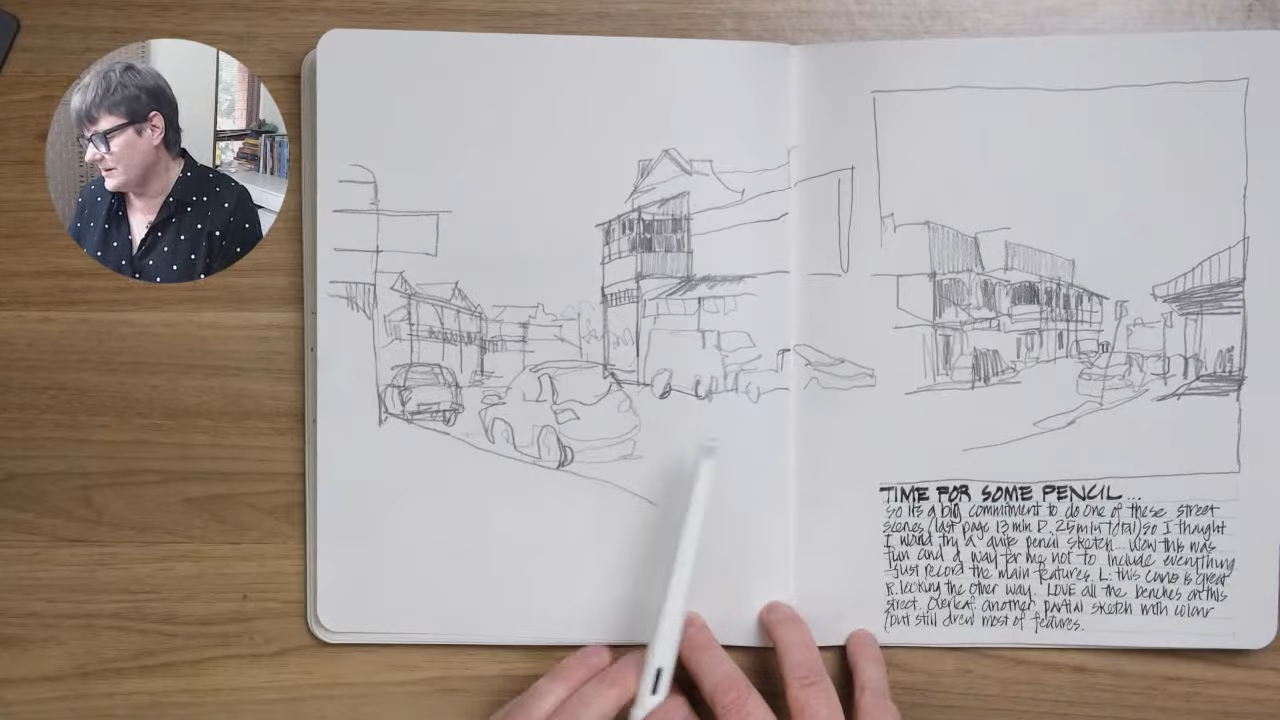 TIME FOR SOME PENCIL...
so its a big commitment to do one of these street
scenes (last page 13 min D. 25min total) so I thought
I would try a quick pencil sketch... Wow this was
fun and a way for me not to include everything
Just record the main features. L: this curve is great
R. looking the other way. LOVE all the benches on this
street. Overleaf another partial sketch with colour
(but still drew most of features.